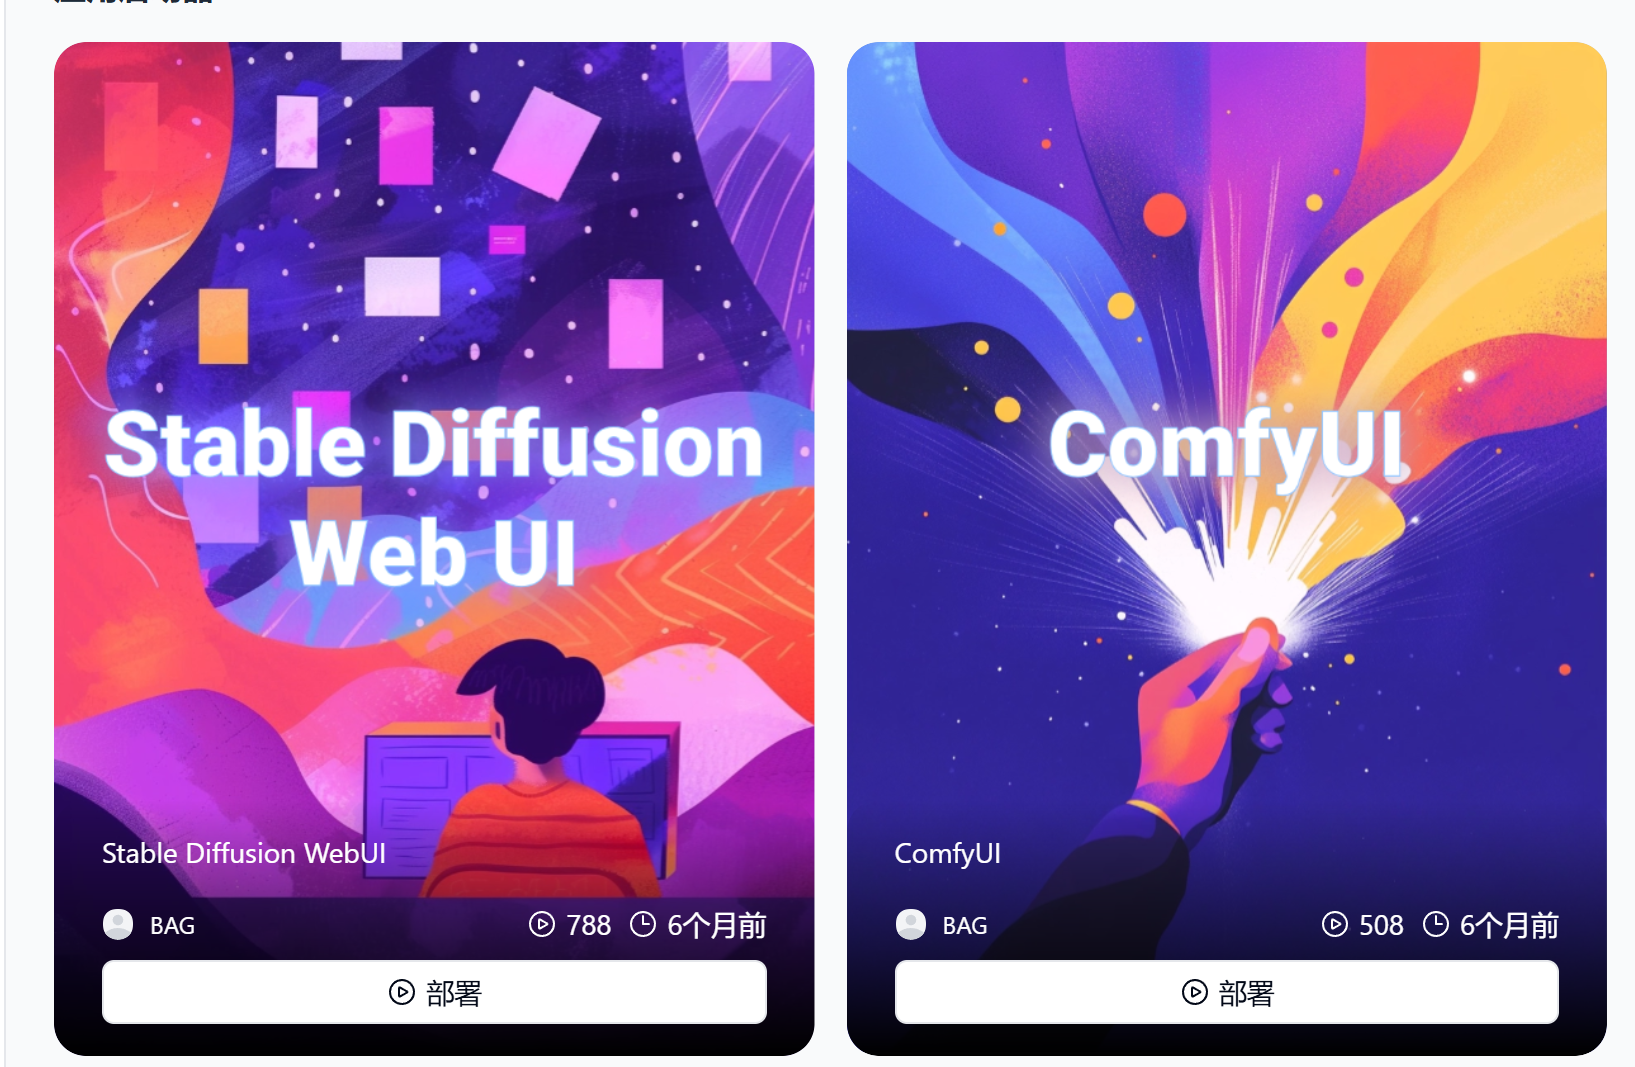 Stable Diffusion
Web UI
Stable Diffusion WebUI
BAG
788
6个月前
部署
ComfyUI
ComfyUI
BAG
508
6个月前
部署